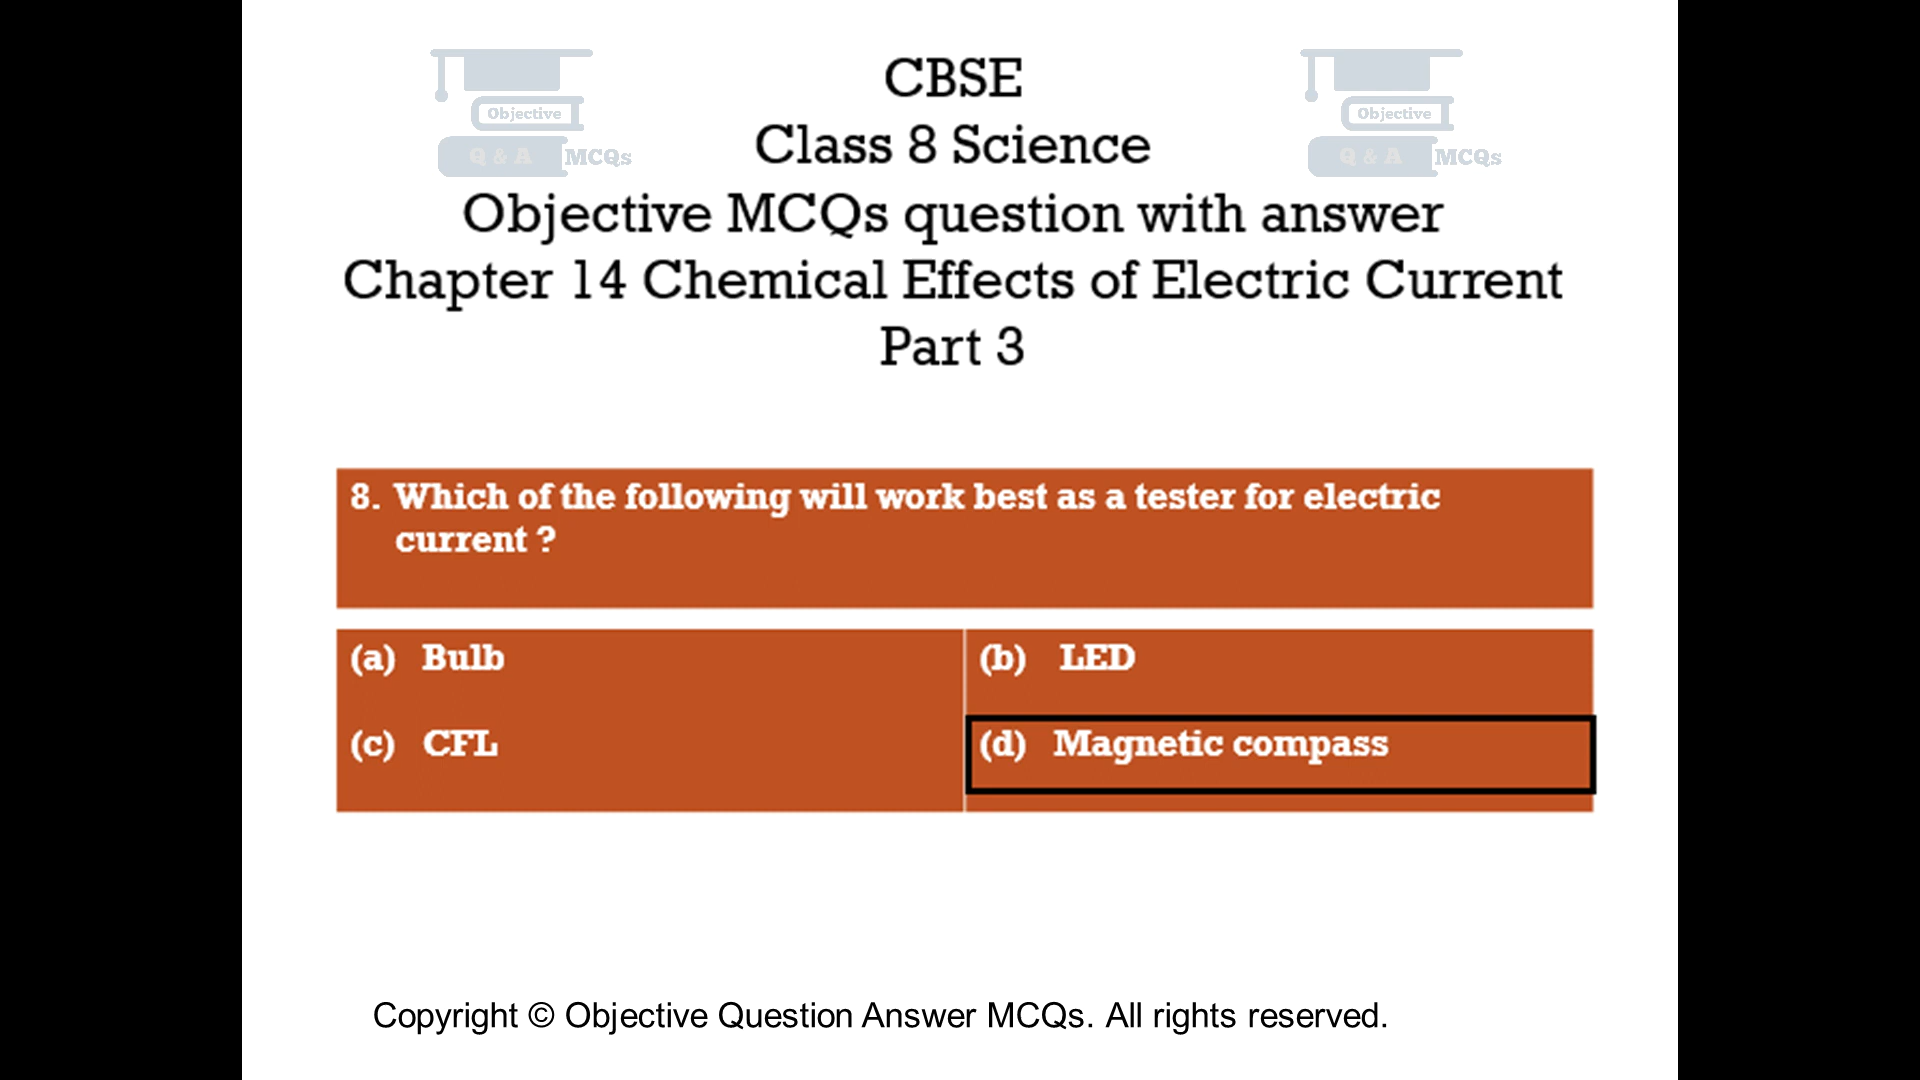 Objective
Q & A MCQs
Objective
Q & A MCQs
CBSE
Class 8 Science
Objective MCQs question with answer
Chapter 14 Chemical Effects of Electric Current
Part 3
8. Which of the following will work best as a tester for electric
current ?
(a) Bulb
(b) LED
(c) CFL
(d) Magnetic compass
Copyright © Objective Question Answer MCQs. All rights reserved.